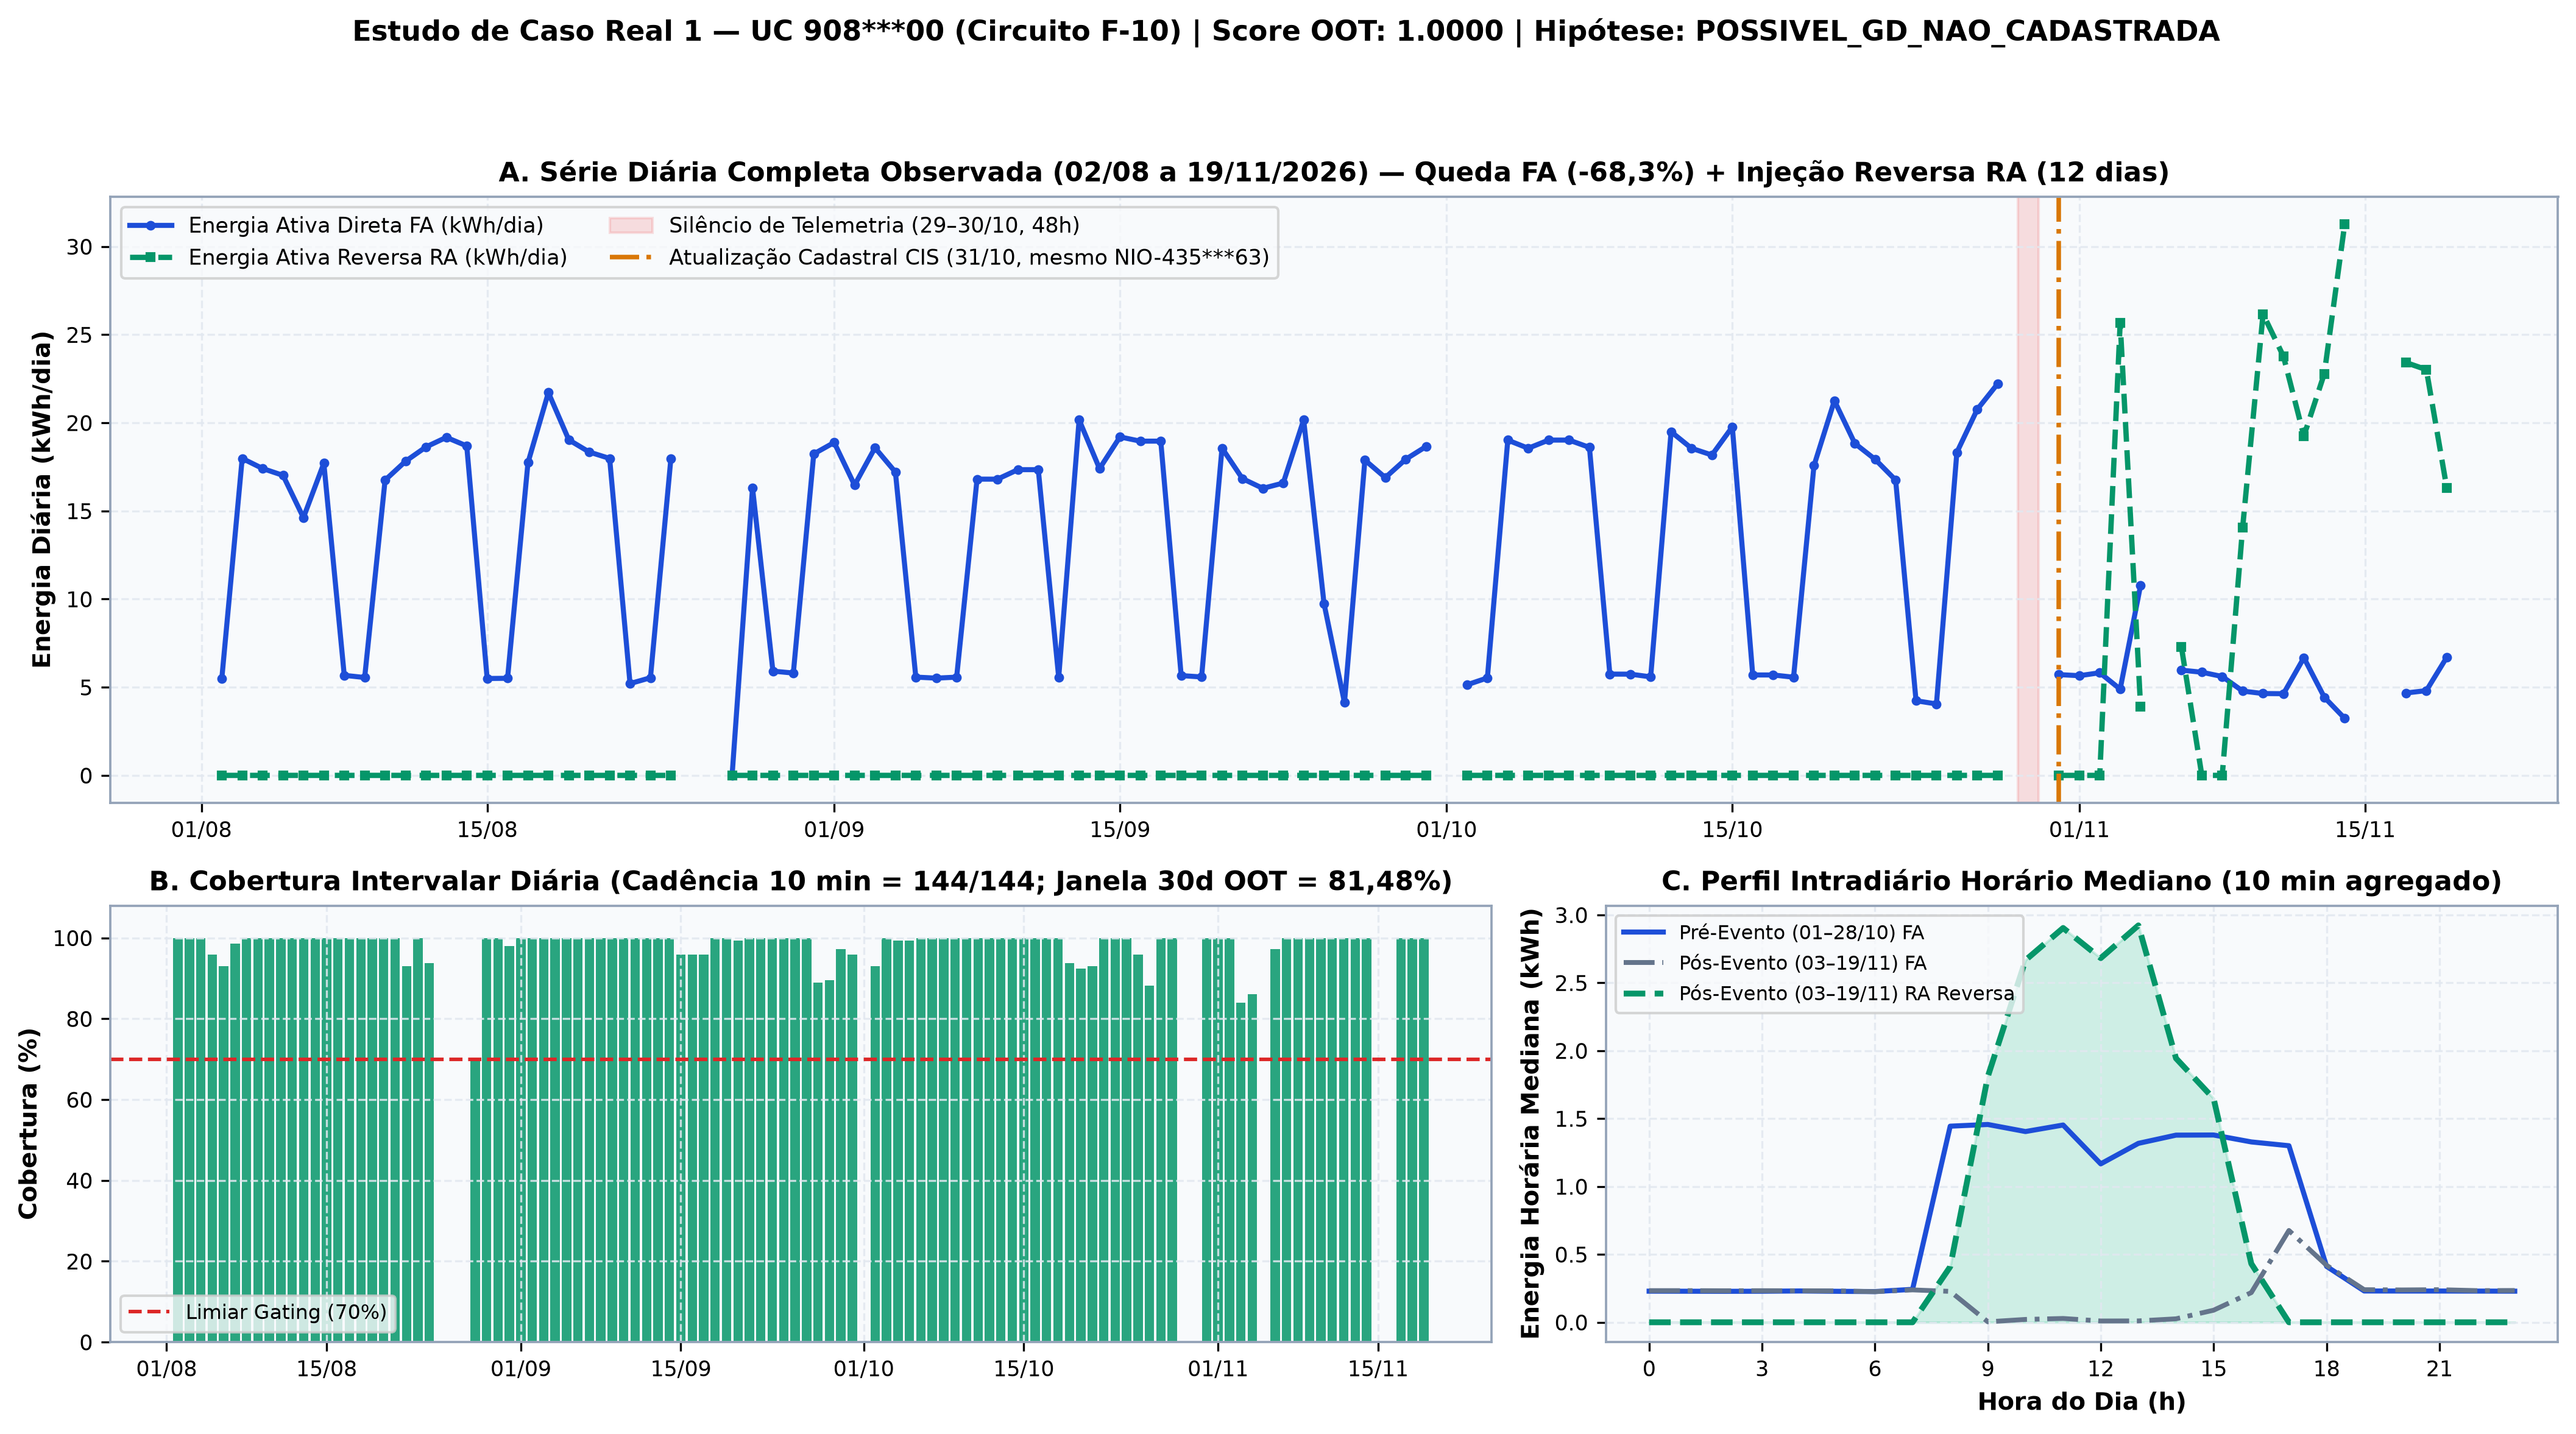 Estudo de Caso Real 1 — UC 908***00 (Circuito F-10) | Score OOT: 1.0000 | Hipótese: POSSIVEL_GD_NAO_CADASTRADA
A. Série Diária Completa Observada (02/08 a 19/11/2026) — Queda FA (-68,3%) + Injeção Reversa RA (12 dias)
Energia Diária (kWh/dia)
30
25
20
15
10
5
0
Energia Ativa Direta FA (kWh/dia)
Energia Ativa Reversa RA (kWh/dia)
Silêncio de Telemetria (29–30/10, 48h)
Atualização Cadastral CIS (31/10, mesmo NIO-435***63)
01/08
15/08
01/09
15/09
01/10
15/10
01/11
15/11
B. Cobertura Intervalar Diária (Cadência 10 min = 144/144; Janela 30d OOT = 81,48%)
Cobertura (%)
100
80
60
40
20
0
Limiar Gating (70%)
01/08
15/08
01/09
15/09
01/10
15/10
01/11
15/11
C. Perfil Intradiário Horário Mediano (10 min agregado)
Energia Horária Mediana (kWh)
3.0
2.5
2.0
1.5
1.0
0.5
0.0
Pré-Evento (01–28/10) FA
Pós-Evento (03–19/11) FA
Pós-Evento (03–19/11) RA Reversa
0
3
6
9
12
15
18
21
Hora do Dia (h)